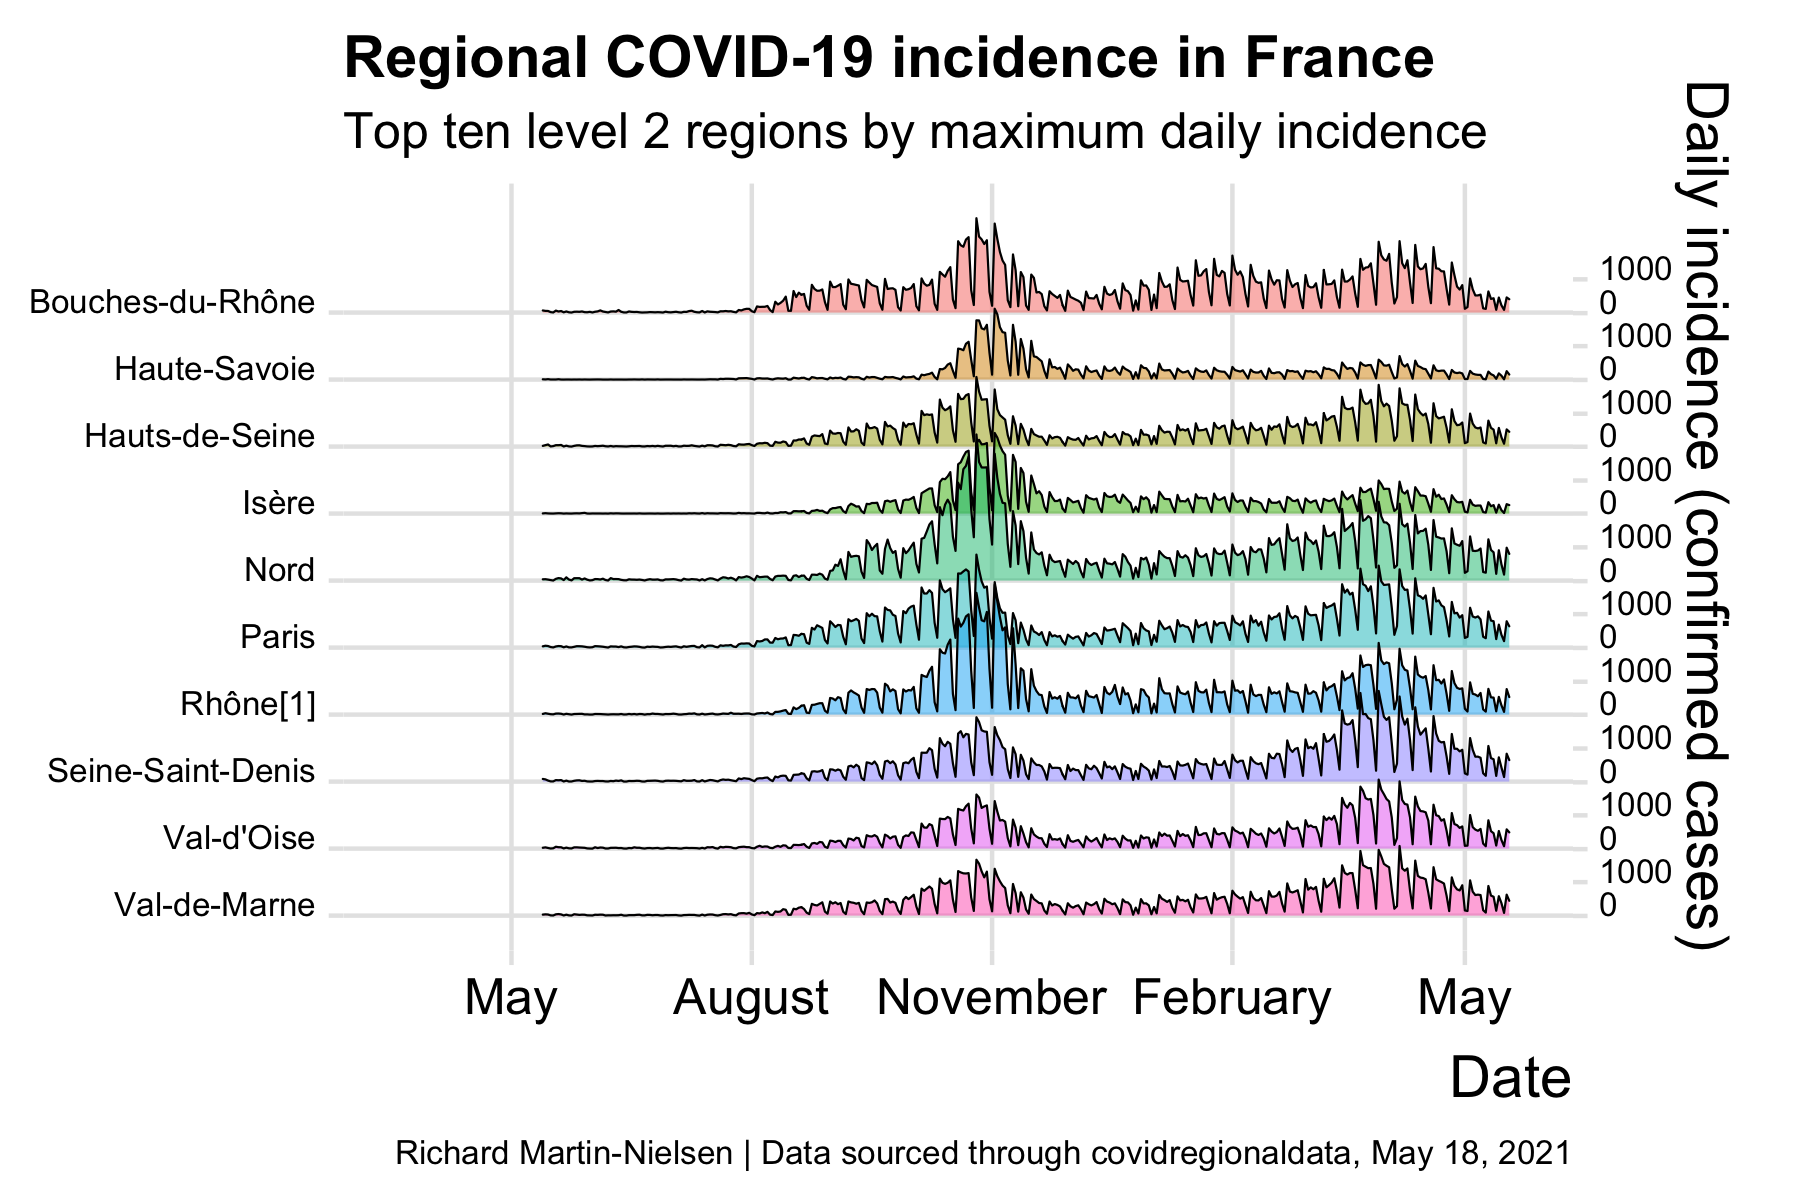 Regional COVID-19 incidence in France
Top ten level 2 regions by maximum daily incidence
Daily incidence (confirmed cases)
Bouches-du-Rhône
1000
0
Haute-Savoie
1000
0
Hauts-de-Seine
1000
0
Isère
1000
0
Nord
1000
0
Paris
1000
0
Rhône[1]
1000
0
Seine-Saint-Denis
1000
0
Val-d'Oise
1000
0
Val-de-Marne
1000
0
May August November February May
Date
Richard Martin-Nielsen | Data sourced through covidregionaldata, May 18, 2021